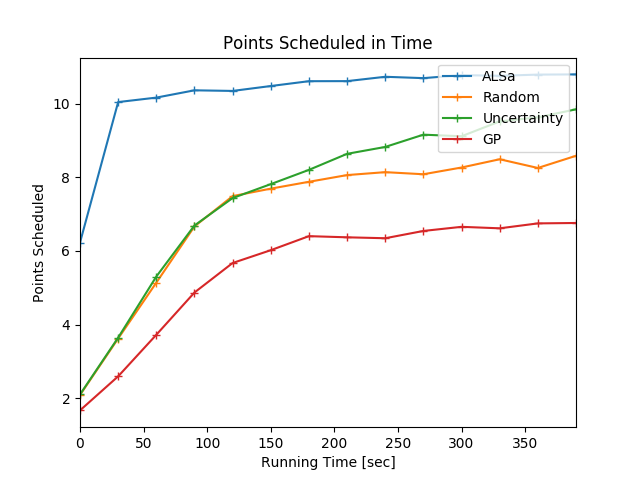 Points Scheduled in Time
ALSa
Random
Uncertainty
GP
Points Scheduled
10
8
6
4
2
0
50
100
150
200
250
300
350
Running Time [sec]